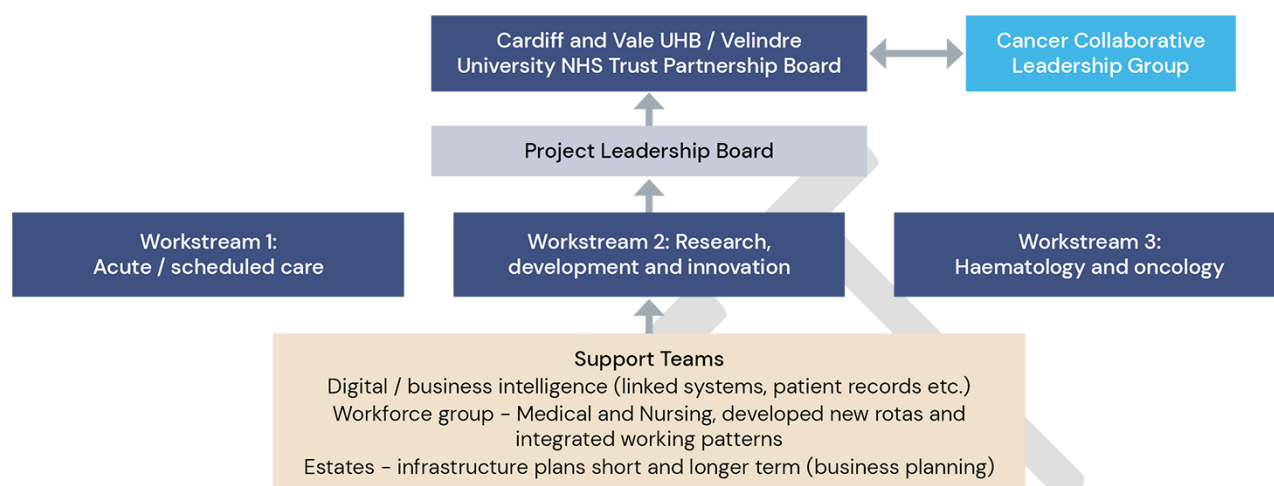 Cardiff and Vale UHB / Velindre
University NHS Trust Partnership Board
Cancer Collaborative
Leadership Group
Project Leadership Board
Workstream 1:
Acute / scheduled care
Workstream 2: Research,
development and innovation
Workstream 3:
Haematology and oncology
Support Teams
Digital / business intelligence (linked systems, patient records etc.)
Workforce group – Medical and Nursing, developed new rotas and
integrated working patterns
Estates – infrastructure plans short and longer term (business planning)